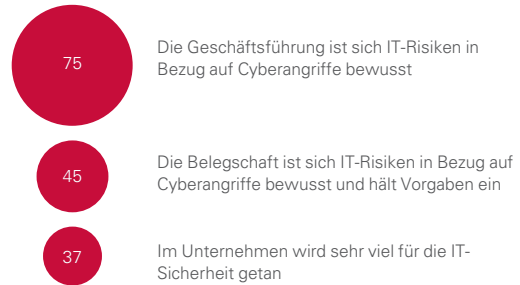 75
Die Geschäftsführung ist sich IT-Risiken in
Bezug auf Cyberangriffe bewusst
45
Die Belegschaft ist sich IT-Risiken in Bezug auf
Cyberangriffe bewusst und hält Vorgaben ein
37
Im Unternehmen wird sehr viel für die IT-
Sicherheit getan